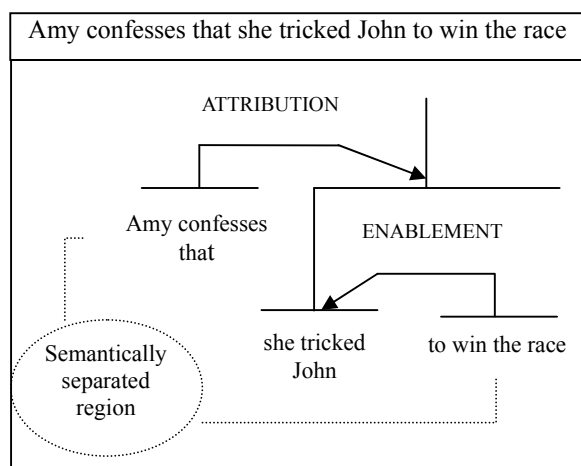 Amy confesses that she tricked John to win the race
ATTRIBUTION
Amy confesses
that
ENABLEMENT
she tricked
John
to win the race
Semantically
separated
region